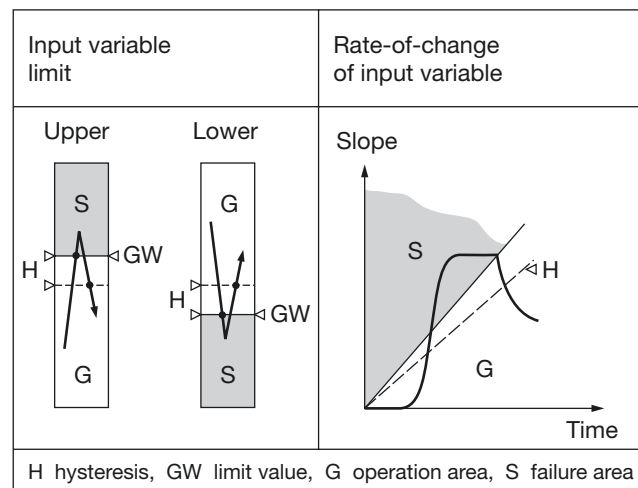 Input variable
limit
Rate-of-change
of input variable
Upper
Lower
S
G
H
GW
G
G
H
GW
S
Slope
S
H
G
Time
H hysteresis, GW limit value, G operation area, S failure area